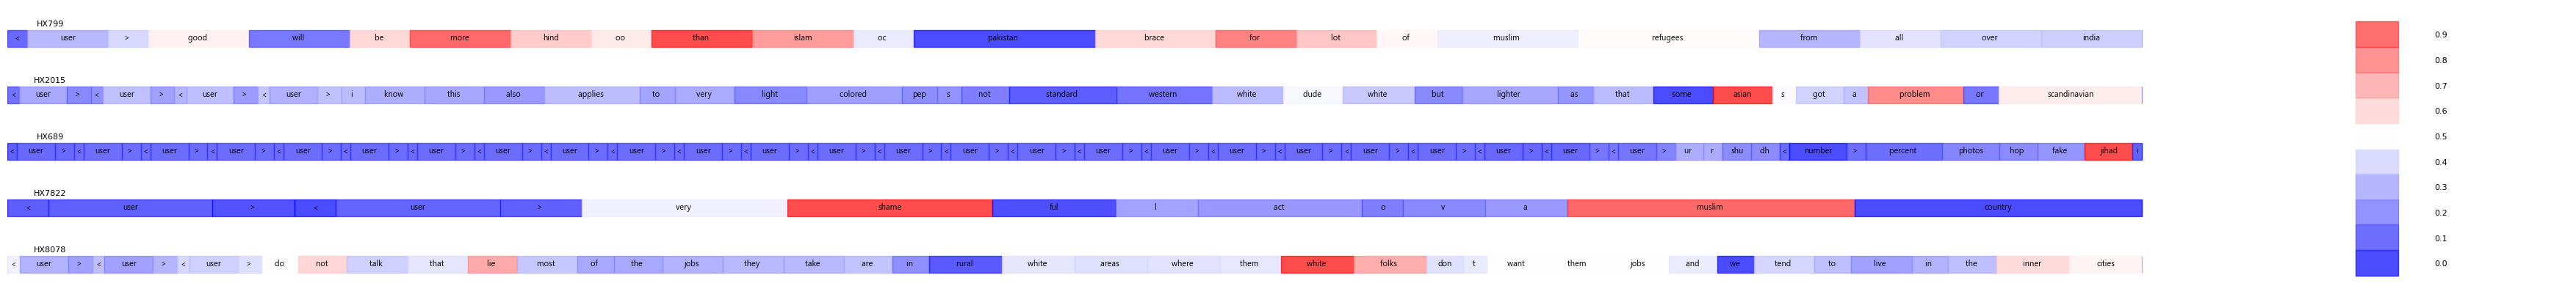 HX799
< user > good will be more hind oo than islam oc pakistan brace for lot of muslim refugees from all over india
HX2015
< user > < user > < user > < user > i know this also applies to very light colored pep s not standard western white dude white but lighter as that some asian s got a problem or scandinavian
HX689
< user > < user > < user > < user > < user > < user > < user > < user > < user > < user > < user > < user > < user > < user > < user > < user > < user > < user > < user > < user > < user > < user > < user > < user > < user > ur r shu dh < number > percent photos hop fake jihad i
HX7822
< user > < user > very shame ful l act o v a muslim country
HX8078
< user > < user > < user > do not talk that lie most of the jobs they take are in rural white areas where them white folks don t want them jobs and we tend to live in the inner cities
0.9
0.8
0.7
0.6
0.5
0.4
0.3
0.2
0.1
0.0